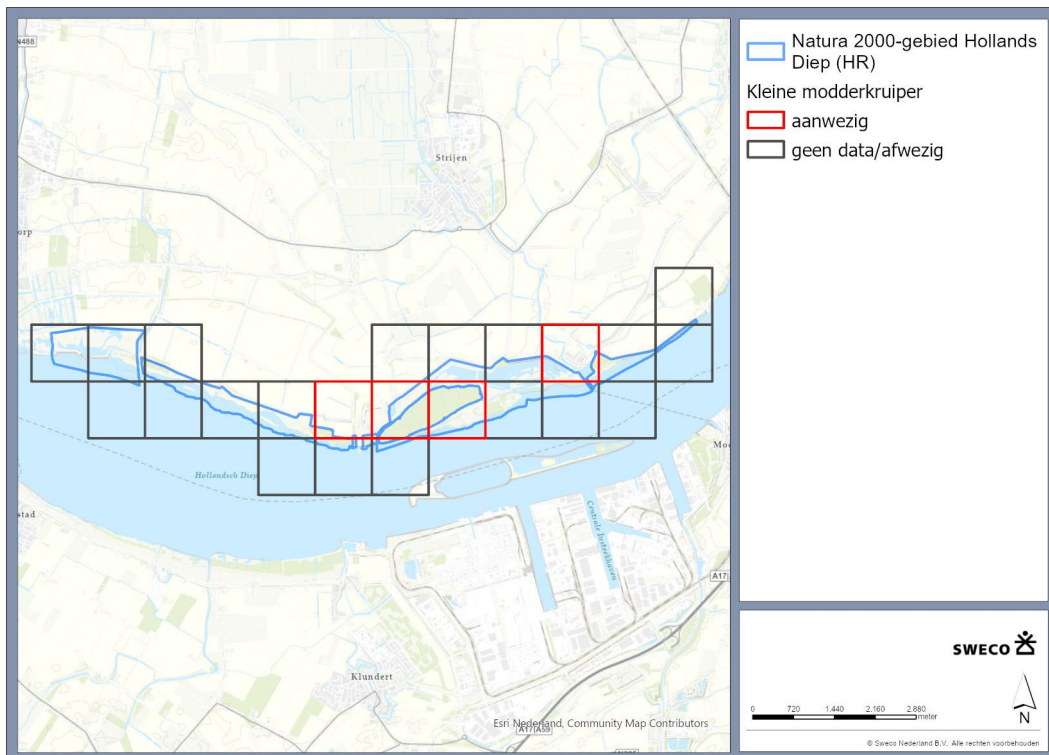 N488
Strijen
orp
Hollandsch Diep
stad
Centrale Insteekhaven
Mo
A17
Klundert
Esri Nederland, Community Map Contributors
A17|A59
Natura 2000-gebied Hollands
Diep (HR)
Kleine modderkruiper
aanwezig
geen data/afwezig
SWECO
0 720 1.440 2.160 2.880
meter
N
© Sweco Nederland B.V. Alle rechten voorbehouden